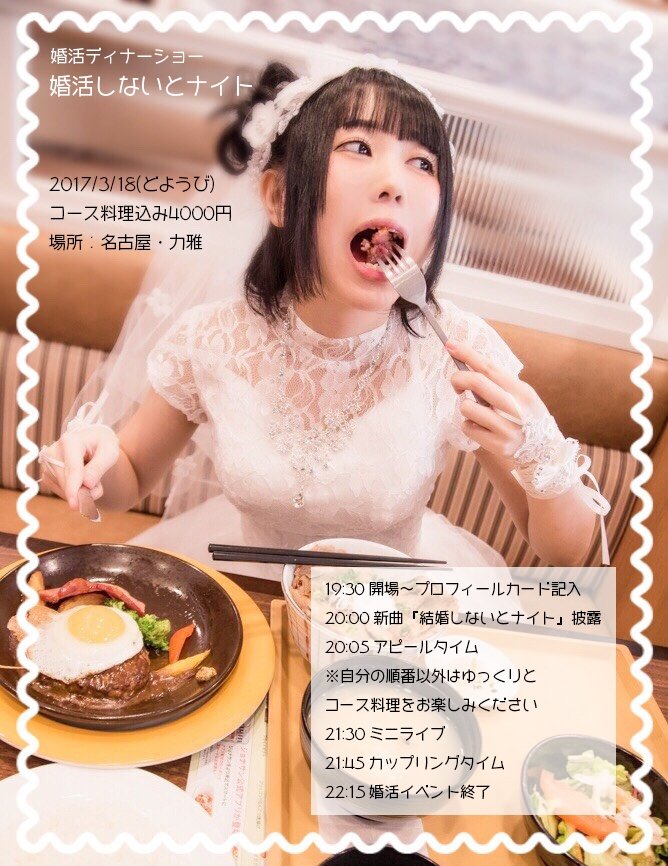 婚活ディナーショー
婚活しないとナイト
2017/3/18(どようび)
コース料理込み4000円
場所：名古屋・力雅
19:30 開場～プロフィールカード記入
20:00 新曲『結婚しないとナイト』披露
20:05 アピールタイム
※自分の順番以外はゆっくりと
コース料理をお楽しみください
21:30 ミニライブ
21:45 カップリングタイム
22:15 婚活イベント終了